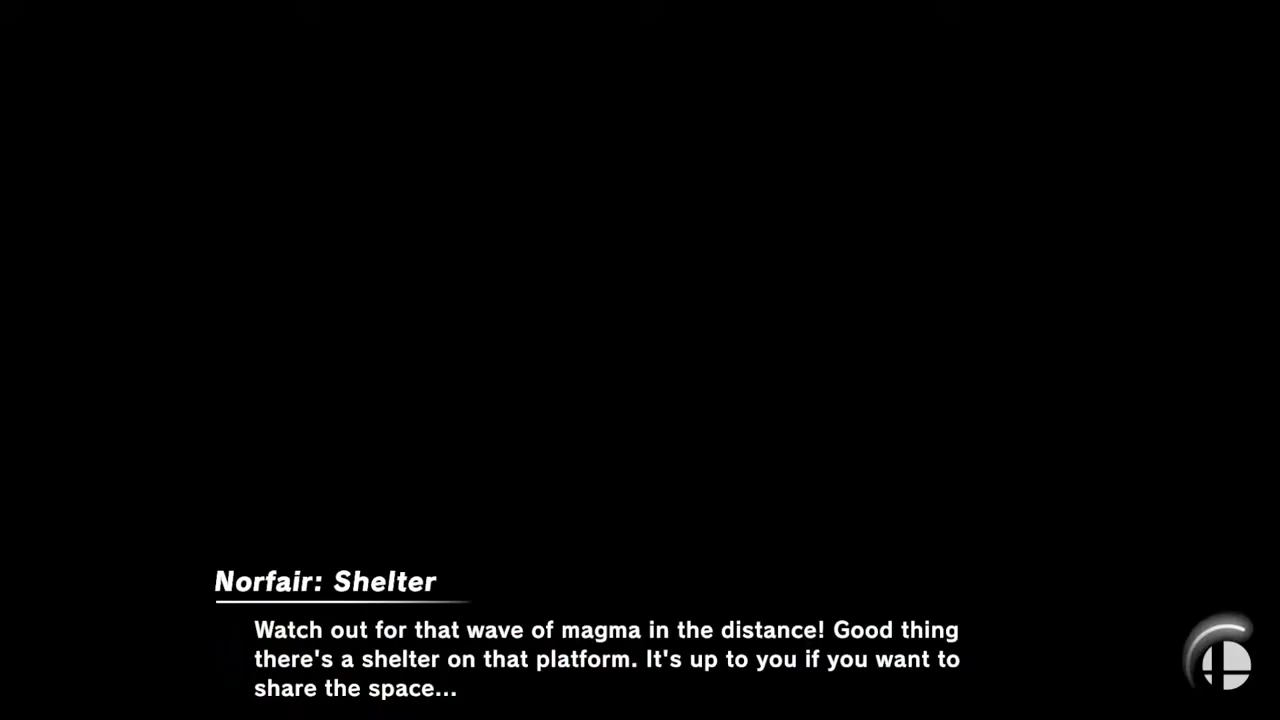 Norfair: Shelter
Watch out for that wave of magma in the distance! Good thing
there's a shelter on that platform. It's up to you if you want to
share the space...